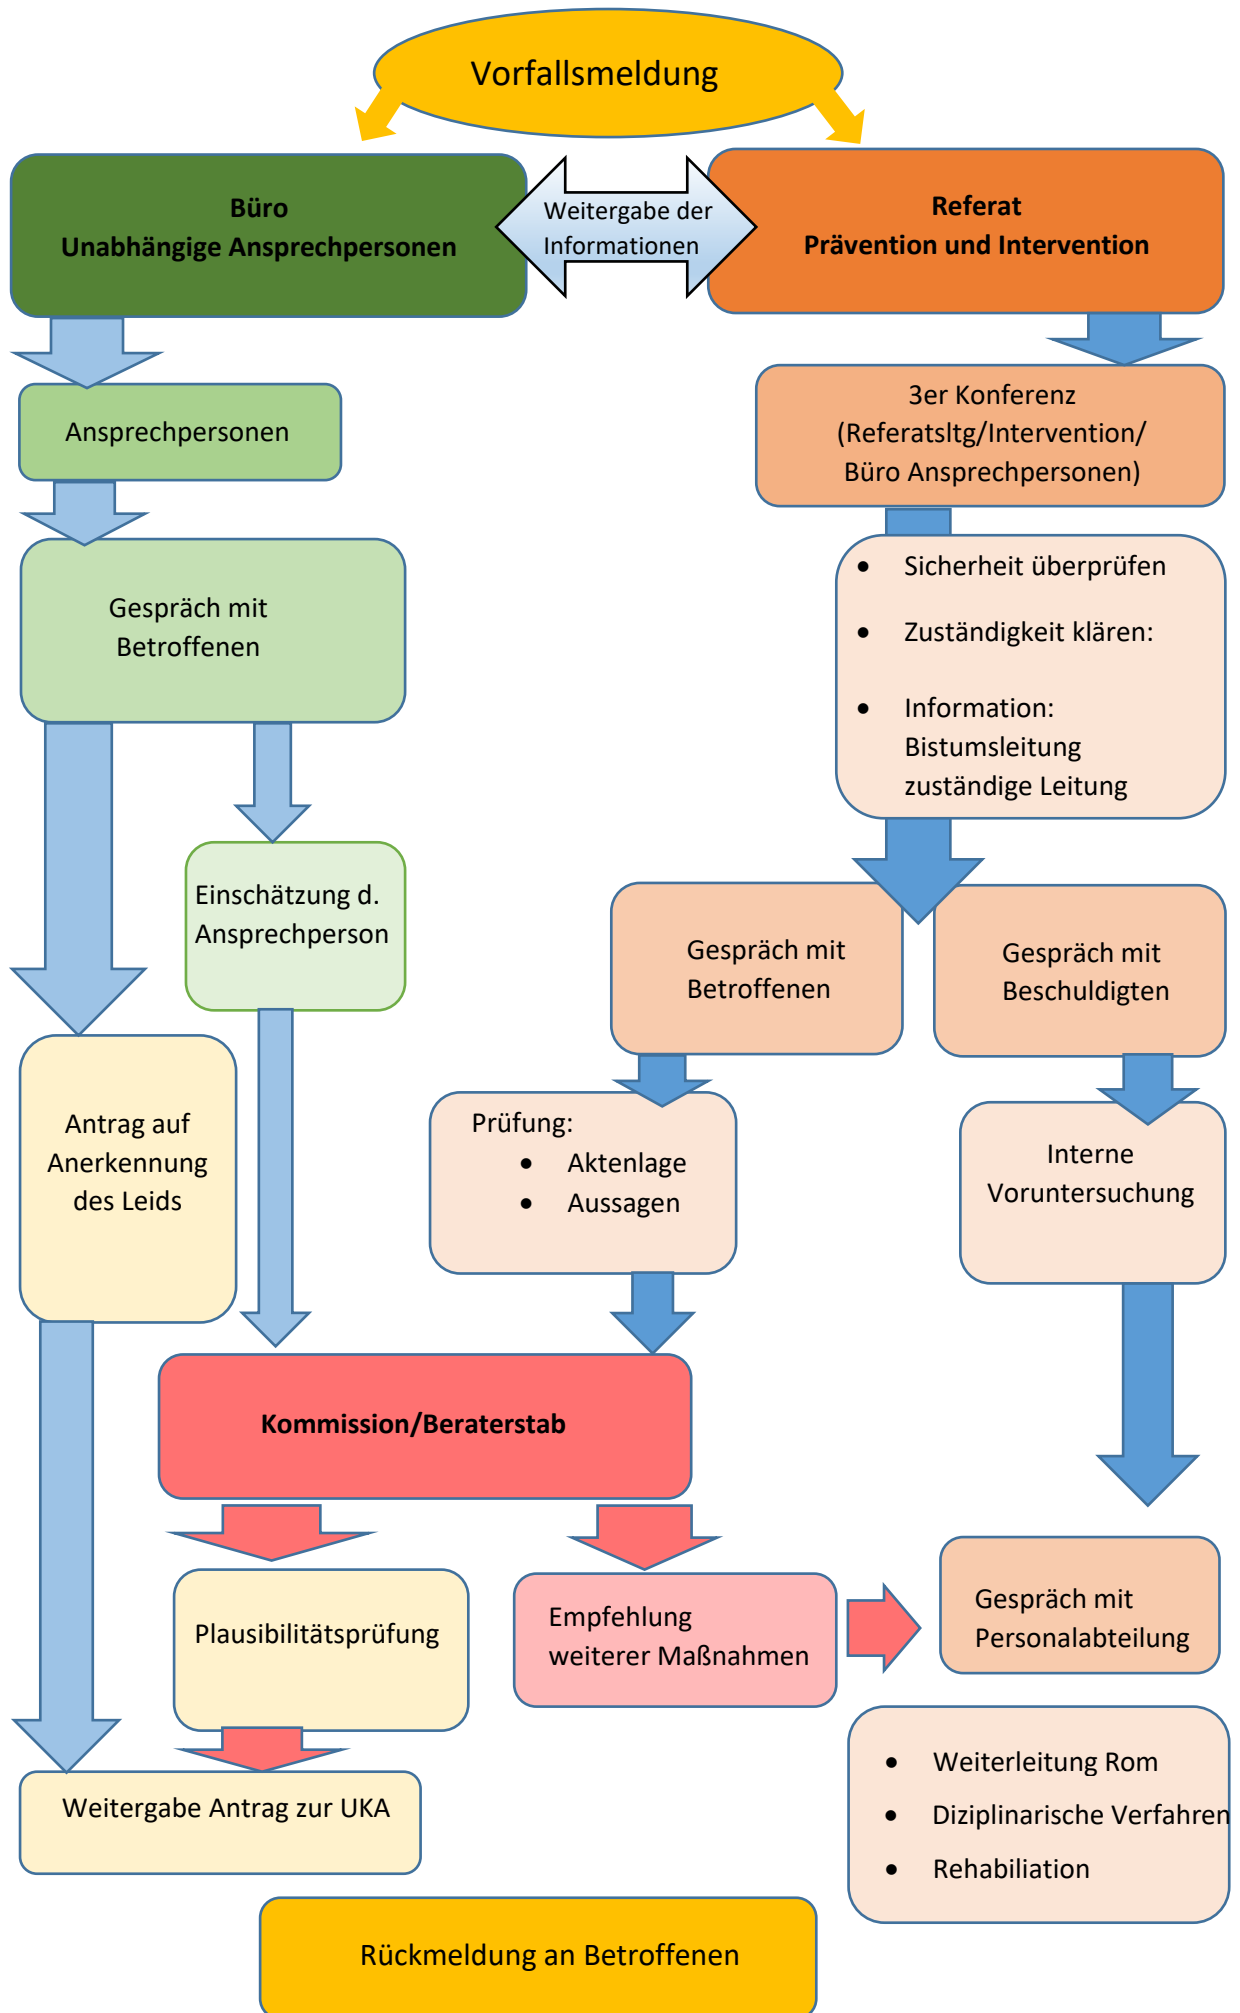 Vorfallsmeldung
Büro
Unabhängige Ansprechpersonen
Weitergabe der
Informationen
Referat
Prävention und Intervention
Ansprechpersonen
3er Konferenz
(Referatsltg/Intervention/
Büro Ansprechpersonen)
Gespräch mit
Betroffenen
• Sicherheit überprüfen
• Zuständigkeit klären:
• Information:
Bistumsleitung
zuständige Leitung
Einschätzung d.
Ansprechperson
Gespräch mit
Betroffenen
Gespräch mit
Beschuldigten
Antrag auf
Anerkennung
des Leids
Prüfung:
• Aktenlage
• Aussagen
Interne
Voruntersuchung
Kommission/Beraterstab
Plausibilitätsprüfung
Empfehlung
weiterer Maßnahmen
Gespräch mit
Personalabteilung
Weitergabe Antrag zur UKA
• Weiterleitung Rom
• Diziplinarische Verfahren
• Rehabiliation
Rückmeldung an Betroffenen